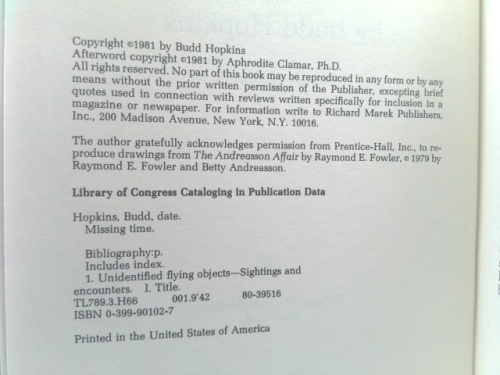 Copyright ©1981 by Budd Hopkins
Afterword copyright ©1981 by Aphrodite Clamar, Ph.D.
All rights reserved. No part of this book may be reproduced in any form or by any
means without the prior written permission of the Publisher, excepting brief
quotes used in connection with reviews written specifically for inclusion in a
magazine or newspaper. For information write to Richard Marek Publishers,
Inc., 200 Madison Avenue, New York, N.Y. 10016.
The author gratefully acknowledges permission from Prentice-Hall, Inc., to re-
produce drawings from The Andreasson Affair by Raymond E. Fowler, © 1979 by
Raymond E. Fowler and Betty Andreasson.
Library of Congress Cataloging in Publication Data
Hopkins, Budd, date.
Missing time.
Bibliography:p.
Includes index.
1. Unidentified flying objects—Sightings and
encounters. I. Title.
TL789.3.H66 001.9'42 80-39516
ISBN 0-399-90102-7
Printed in the United States of America